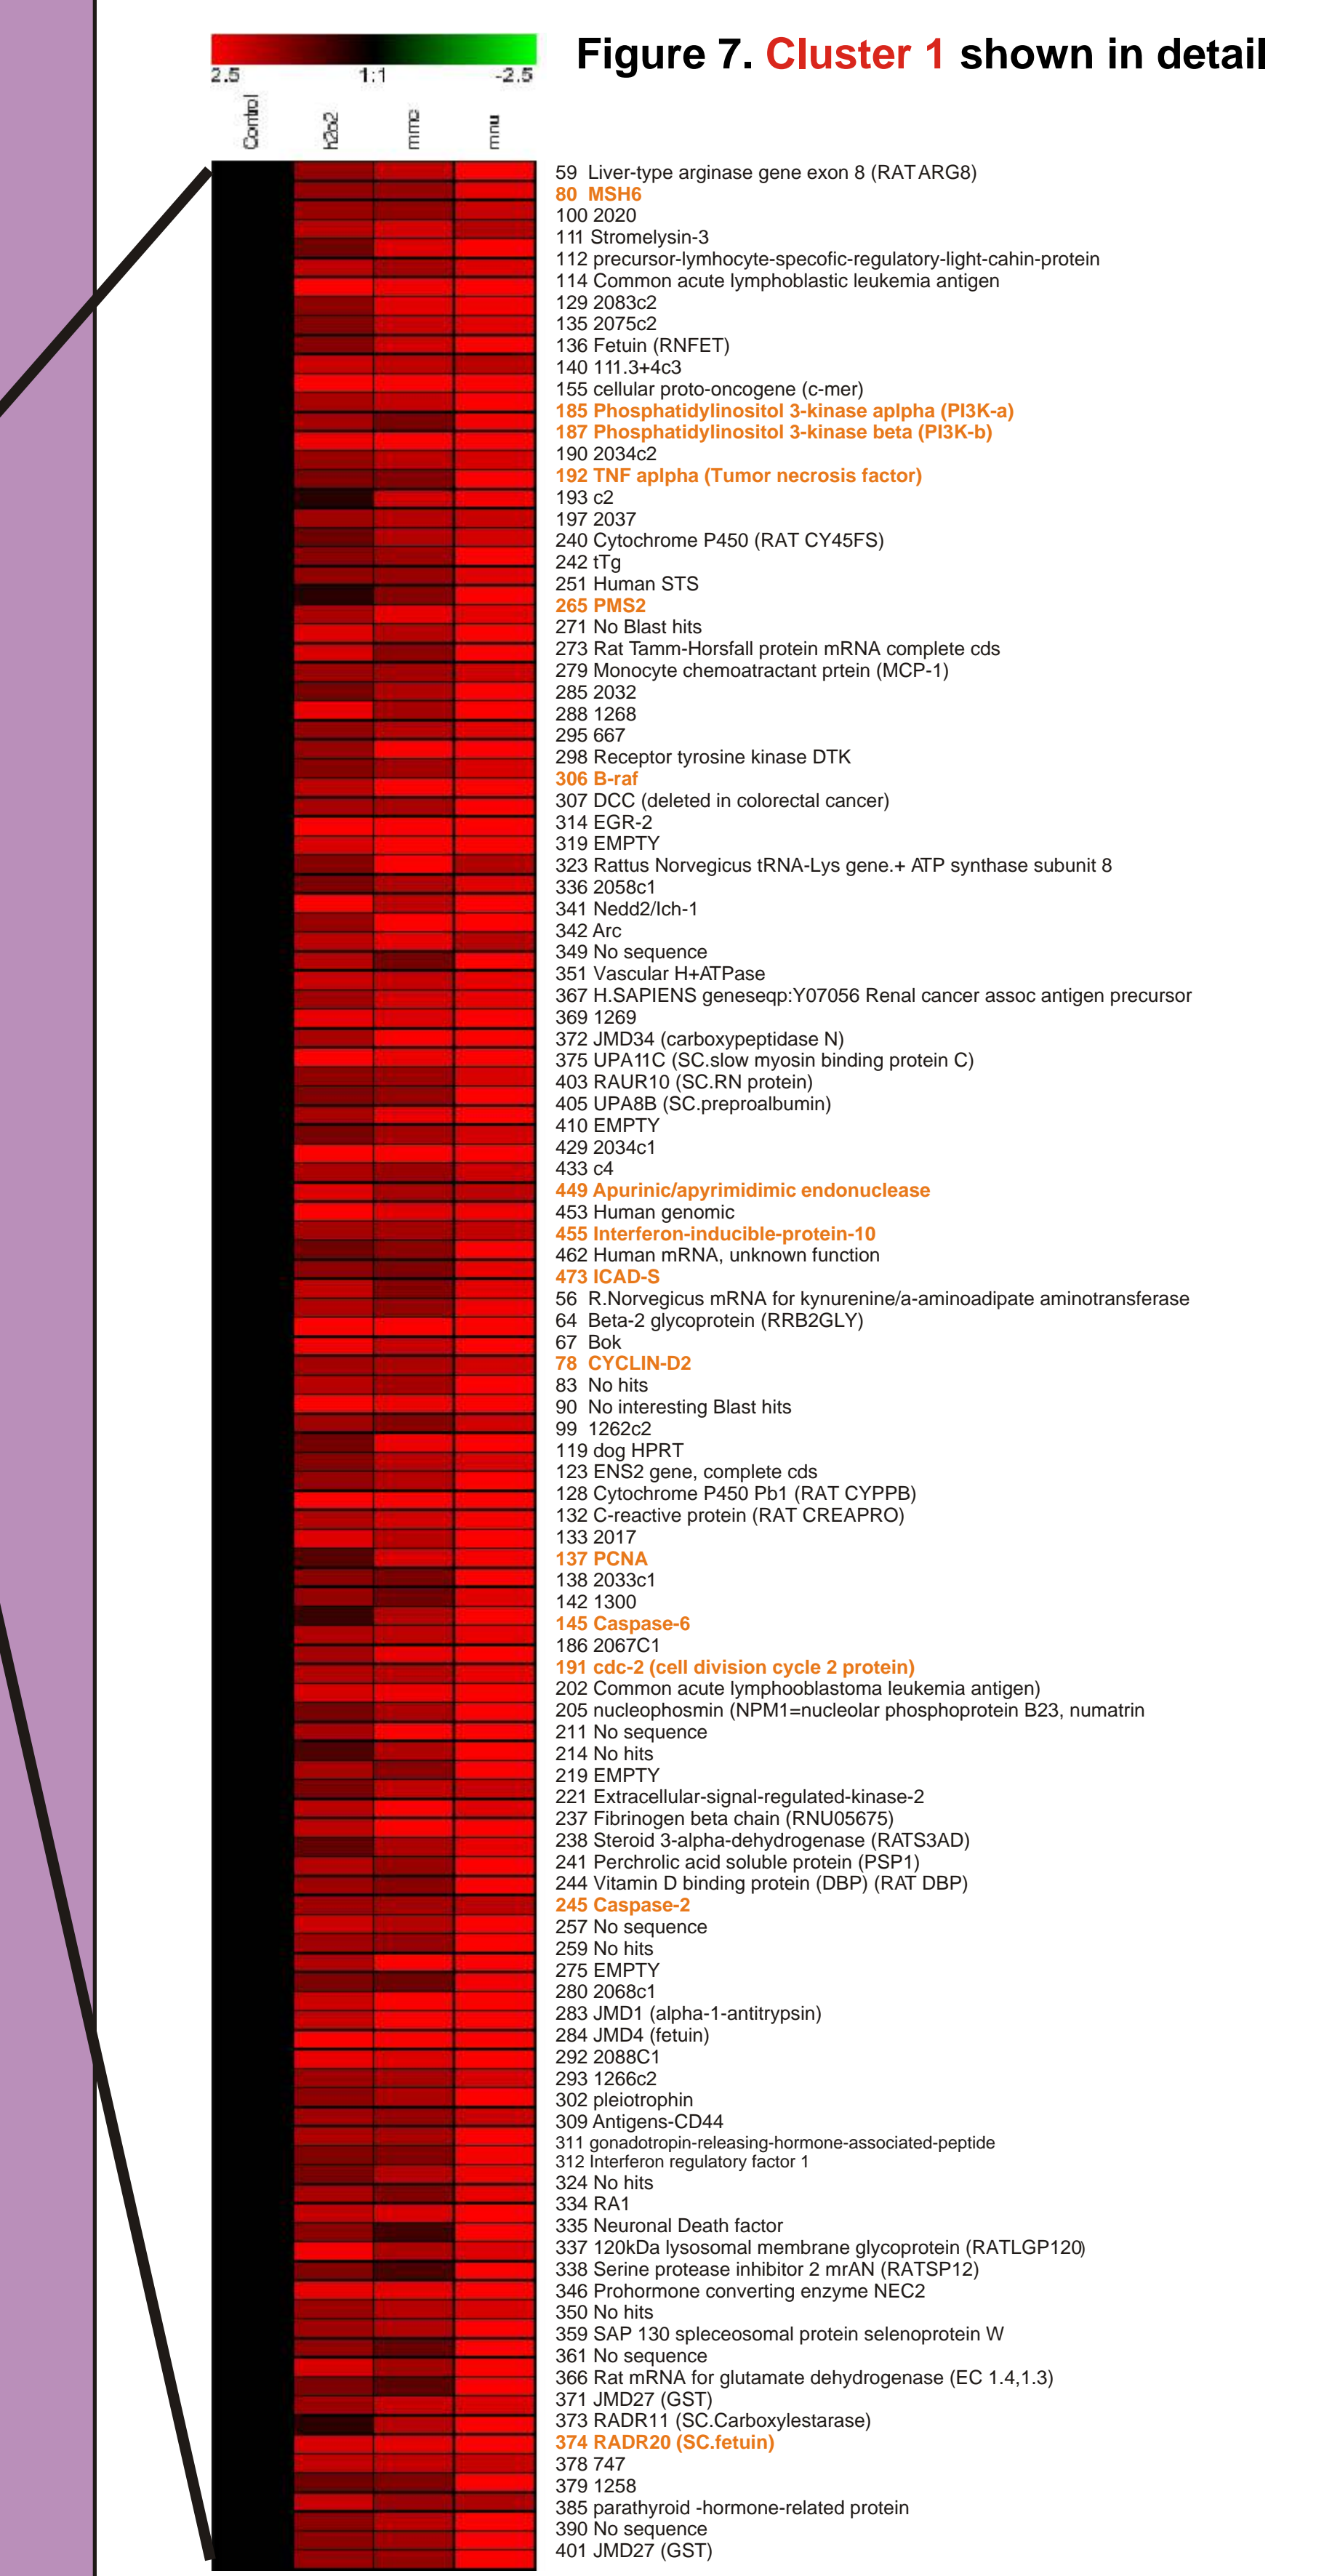 Figure 7. Cluster 1 shown in detail
2.5 1:1 -2.5
Control h2o2 mmc mnu
59 Liver-type arginase gene exon 8 (RATARG8)
80 MSH6
100 2020
111 Stromelysin-3
112 precursor-lymhocyte-specofic-regulatory-light-cahin-protein
114 Common acute lymphoblastic leukemia antigen
129 2083c2
135 2075c2
136 Fetuin (RNFET)
140 111.3+4c3
155 cellular proto-oncogene (c-mer)
185 Phosphatidylinositol 3-kinase aplpha (PI3K-a)
187 Phosphatidylinositol 3-kinase beta (PI3K-b)
190 2034c2
192 TNF aplpha (Tumor necrosis factor)
193 c2
197 2037
240 Cytochrome P450 (RAT CY45FS)
242 tTg
251 Human STS
265 PMS2
271 No Blast hits
273 Rat Tamm-Horsfall protein mRNA complete cds
279 Monocyte chemoatractant prtein (MCP-1)
285 2032
288 1268
295 667
298 Receptor tyrosine kinase DTK
306 B-raf
307 DCC (deleted in colorectal cancer)
314 EGR-2
319 EMPTY
323 Rattus Norvegicus tRNA-Lys gene.+ ATP synthase subunit 8
336 2058c1
341 Nedd2/Ich-1
342 Arc
349 No sequence
351 Vascular H+ATPase
367 H.SAPIENS geneseqp:Y07056 Renal cancer assoc antigen precursor
369 1269
372 JMD34 (carboxypeptidase N)
375 UPA11C (SC.slow myosin binding protein C)
403 RAUR10 (SC.RN protein)
405 UPA8B (SC.preproalbumin)
410 EMPTY
429 2034c1
433 c4
449 Apurinic/apyrimidimic endonuclease
453 Human genomic
455 Interferon-inducible-protein-10
462 Human mRNA, unknown function
473 ICAD-S
56 R.Norvegicus mRNA for kynurenine/a-aminoadipate aminotransferase
64 Beta-2 glycoprotein (RRB2GLY)
67 Bok
78 CYCLIN-D2
83 No hits
90 No interesting Blast hits
99 1262c2
119 dog HPRT
123 ENS2 gene, complete cds
128 Cytochrome P450 Pb1 (RAT CYPPB)
132 C-reactive protein (RAT CREAPRO)
133 2017
137 PCNA
138 2033c1
142 1300
145 Caspase-6
186 2067C1
191 cdc-2 (cell division cycle 2 protein)
202 Common acute lymphooblastoma leukemia antigen)
205 nucleophosmin (NPM1=nucleolar phosphoprotein B23, numatrin
211 No sequence
214 No hits
219 EMPTY
221 Extracellular-signal-regulated-kinase-2
237 Fibrinogen beta chain (RNU05675)
238 Steroid 3-alpha-dehydrogenase (RATS3AD)
241 Perchrolic acid soluble protein (PSP1)
244 Vitamin D binding protein (DBP) (RAT DBP)
245 Caspase-2
257 No sequence
259 No hits
275 EMPTY
280 2068c1
283 JMD1 (alpha-1-antitrypsin)
284 JMD4 (fetuin)
292 2088C1
293 1266c2
302 pleiotrophin
309 Antigens-CD44
311 gonadotropin-releasing-hormone-associated-peptide
312 Interferon regulatory factor 1
324 No hits
334 RA1
335 Neuronal Death factor
337 120kDa lysosomal membrane glycoprotein (RATLGP120)
338 Serine protease inhibitor 2 mrAN (RATSP12)
346 Prohormone converting enzyme NEC2
350 No hits
359 SAP 130 spleceosomal protein selenoprotein W
361 No sequence
366 Rat mRNA for glutamate dehydrogenase (EC 1.4,1.3)
371 JMD27 (GST)
373 RADR11 (SC.Carboxylestarase)
374 RADR20 (SC.fetuin)
378 747
379 1258
385 parathyroid -hormone-related protein
390 No sequence
401 JMD27 (GST)